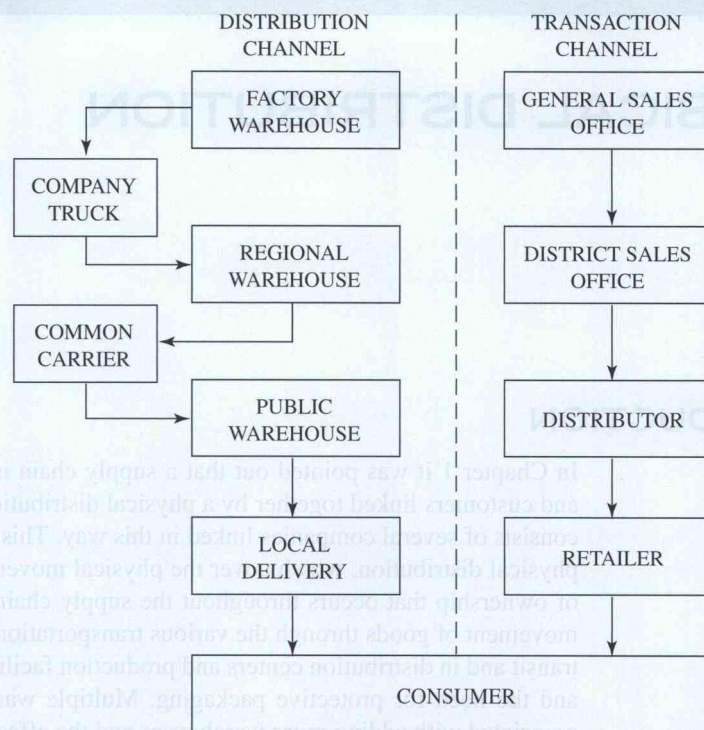 DISTRIBUTION
CHANNEL
FACTORY
WAREHOUSE
COMPANY
TRUCK
REGIONAL
WAREHOUSE
COMMON
CARRIER
PUBLIC
WAREHOUSE
LOCAL
DELIVERY
TRANSACTION
CHANNEL
GENERAL SALES
OFFICE
DISTRICT SALES
OFFICE
DISTRIBUTOR
RETAILER
CONSUMER